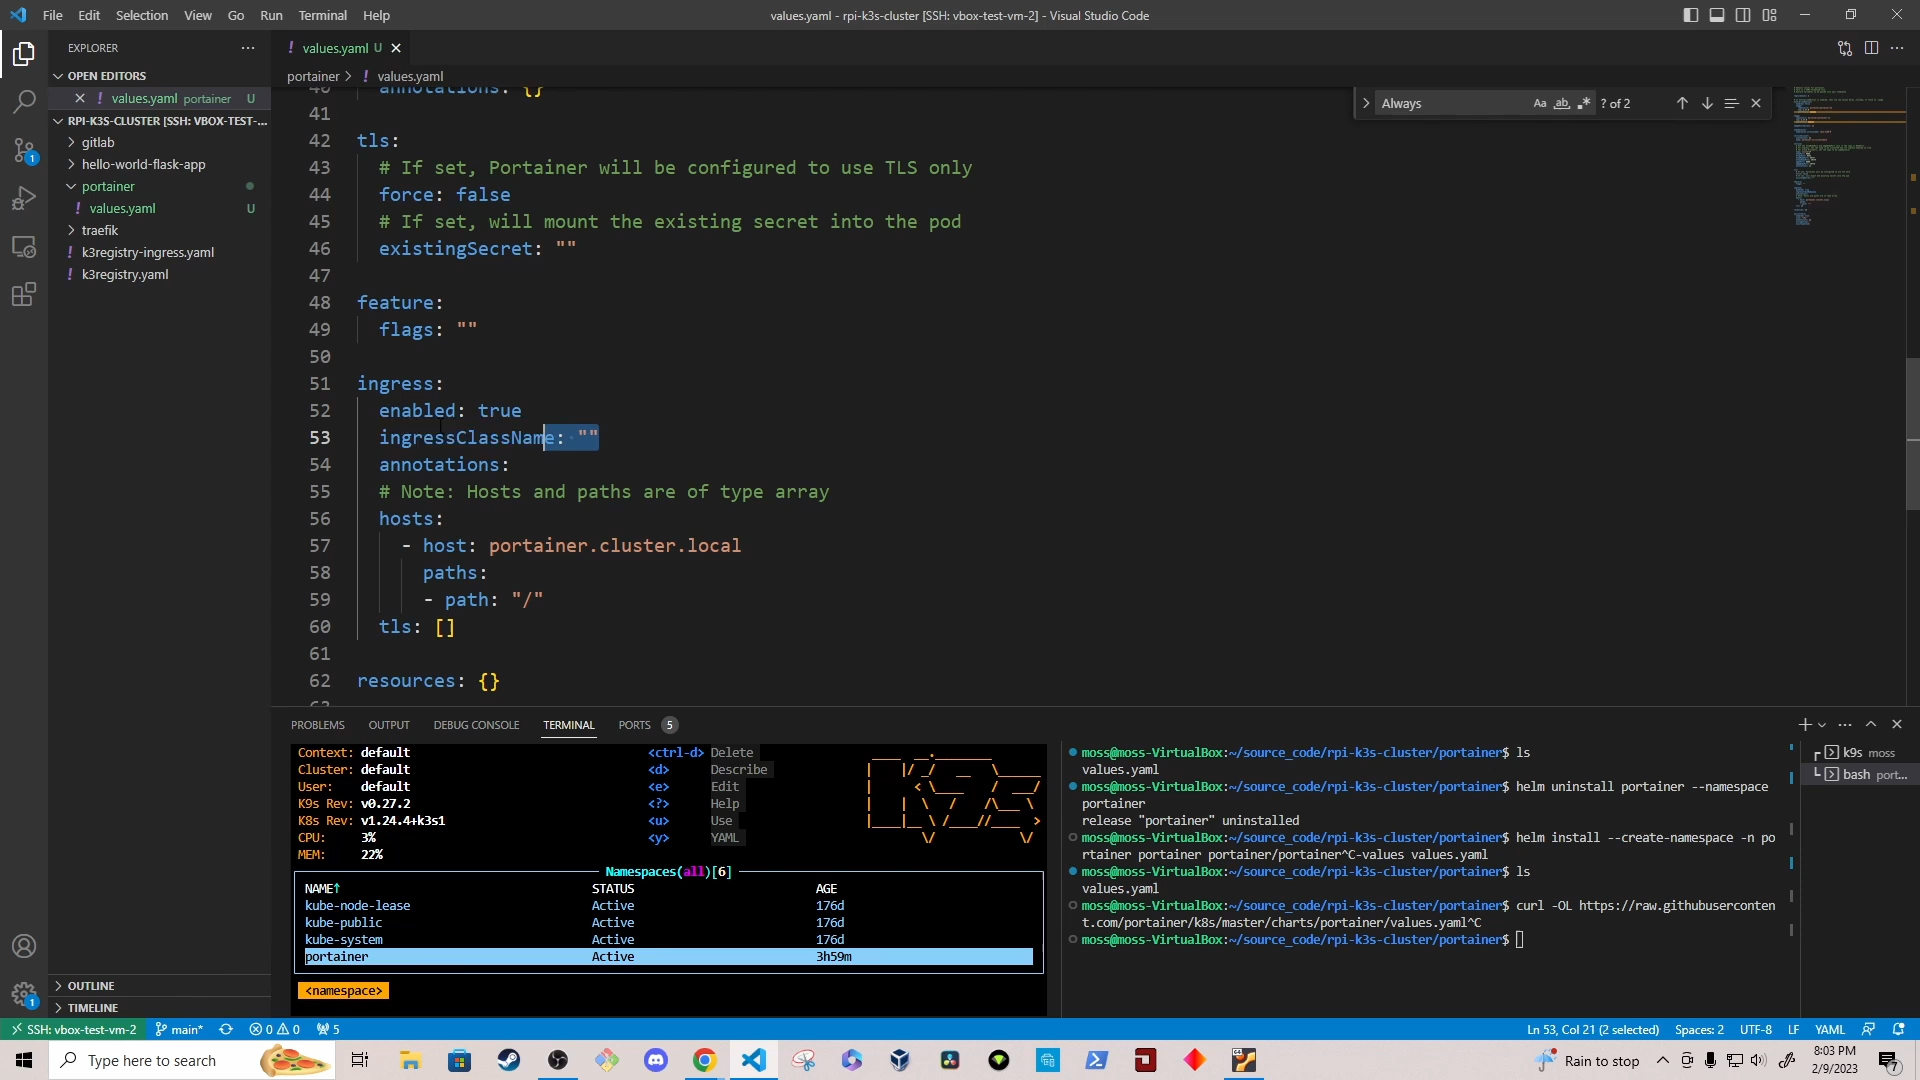 File Edit Selection View Go Run Terminal Help
values.yaml - rpi-k3s-cluster [SSH: vbox-test-vm-2] - Visual Studio Code
EXPLORER
OPEN EDITORS
! values.yaml portainer U
RPI-K3S-CLUSTER [SSH: VBOX-TEST-...
gitlab
hello-world-flask-app
portainer
! values.yaml U
traefik
! k3registry-ingress.yaml
! k3registry.yaml
OUTLINE
TIMELINE
! values.yaml U
portainer > ! values.yaml
Always
Aa ab
? of 2
40 annotations: {}
41
42 tls:
43 # If set, Portainer will be configured to use TLS only
44 force: false
45 # If set, will mount the existing secret into the pod
46 existingSecret: ""
47
48 feature:
49 flags: ""
50
51 ingress:
52 enabled: true
53 ingressClassName: ""
54 annotations:
55 # Note: Hosts and paths are of type array
56 hosts:
57 - host: portainer.cluster.local
58 paths:
59 - path: "/"
60 tls: []
61
62 resources: {}
PROBLEMS OUTPUT DEBUG CONSOLE TERMINAL PORTS 5
Context: default <ctrl-d> Delete
Cluster: default <d> Describe
User: default <e> Edit
K9s Rev: v0.27.2 <?> Help
K8s Rev: v1.24.4+k3s1 <u> Use
CPU: 3% <y> YAML
MEM: 22%
Namespaces(all)[6]
NAME↑ STATUS AGE
kube-node-lease Active 176d
kube-public Active 176d
kube-system Active 176d
portainer Active 3h59m
<namespace>
moss@moss-VirtualBox:~/source_code/rpi-k3s-cluster/portainer$ ls
values.yaml
moss@moss-VirtualBox:~/source_code/rpi-k3s-cluster/portainer$ helm uninstall portainer --namespace
portainer
release "portainer" uninstalled
moss@moss-VirtualBox:~/source_code/rpi-k3s-cluster/portainer$ helm install --create-namespace -n po
rtainer portainer portainer/portainer^C-values values.yaml
moss@moss-VirtualBox:~/source_code/rpi-k3s-cluster/portainer$ ls
values.yaml
moss@moss-VirtualBox:~/source_code/rpi-k3s-cluster/portainer$ curl -OL https://raw.githubuserconten
t.com/portainer/k8s/master/charts/portainer/values.yaml^C
moss@moss-VirtualBox:~/source_code/rpi-k3s-cluster/portainer$
k9s moss
bash port...
SSH: vbox-test-vm-2 main* 0 0 5
Ln 53, Col 21 (2 selected) Spaces: 2 UTF-8 LF YAML
Type here to search
Rain to stop
8:03 PM
2/9/2023
7